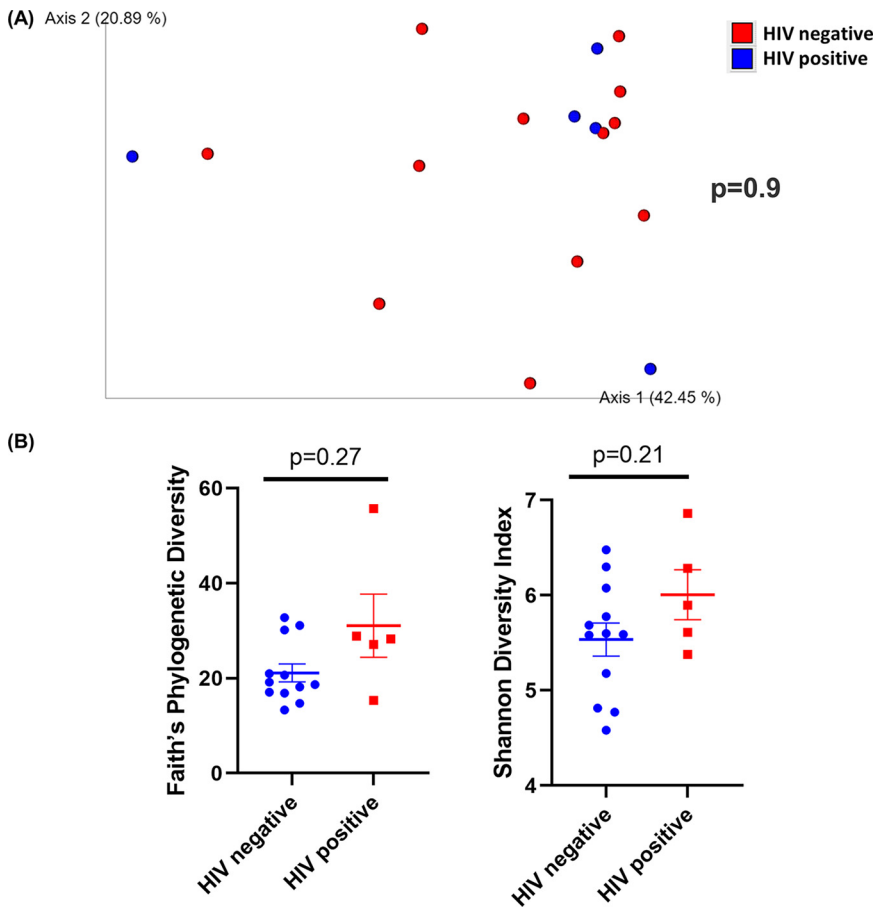 (A)
Axis 2 (20.89 %)
HIV negative
HIV positive
p=0.9
Axis 1 (42.45 %)
(B)
p=0.27
Faith's Phylogenetic Diversity
60
40
20
0
HIV negative
HIV positive
p=0.21
Shannon Diversity Index
7
6
5
4
HIV negative
HIV positive